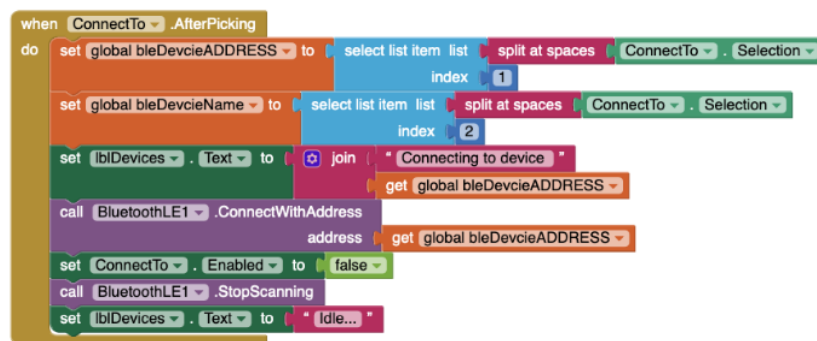 when ConnectTo .AfterPicking
do set global bleDevcieADDRESS to select list item list split at spaces ConnectTo . Selection
index 1
set global bleDevcieName to select list item list split at spaces ConnectTo . Selection
index 2
set lblDevices . Text to join " Connecting to device "
get global bleDevcieADDRESS
call BluetoothLE1 .ConnectWithAddress
address get global bleDevcieADDRESS
set ConnectTo . Enabled to false
call BluetoothLE1 .StopScanning
set lblDevices . Text to " Idle... "